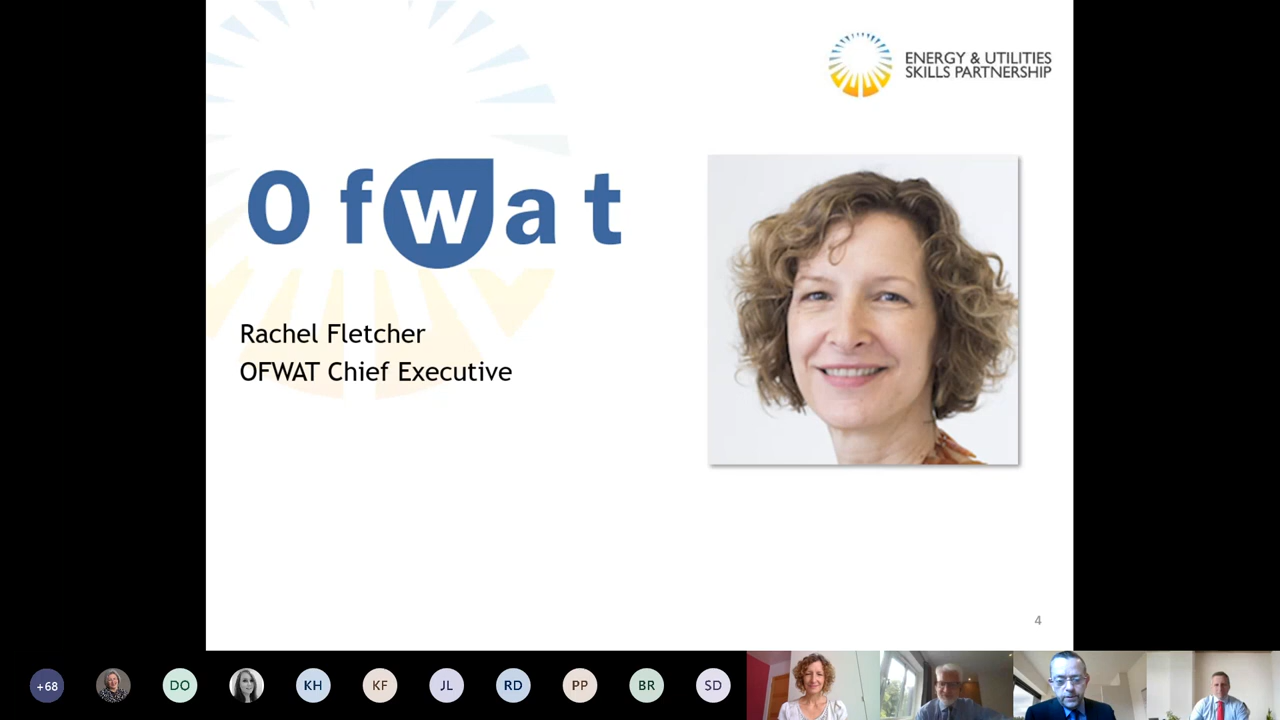 ENERGY & UTILITIES
SKILLS PARTNERSHIP
Ofwat
Rachel Fletcher
OFWAT Chief Executive
4
+68
DO
KH
KF
JL
RD
PP
BR
SD